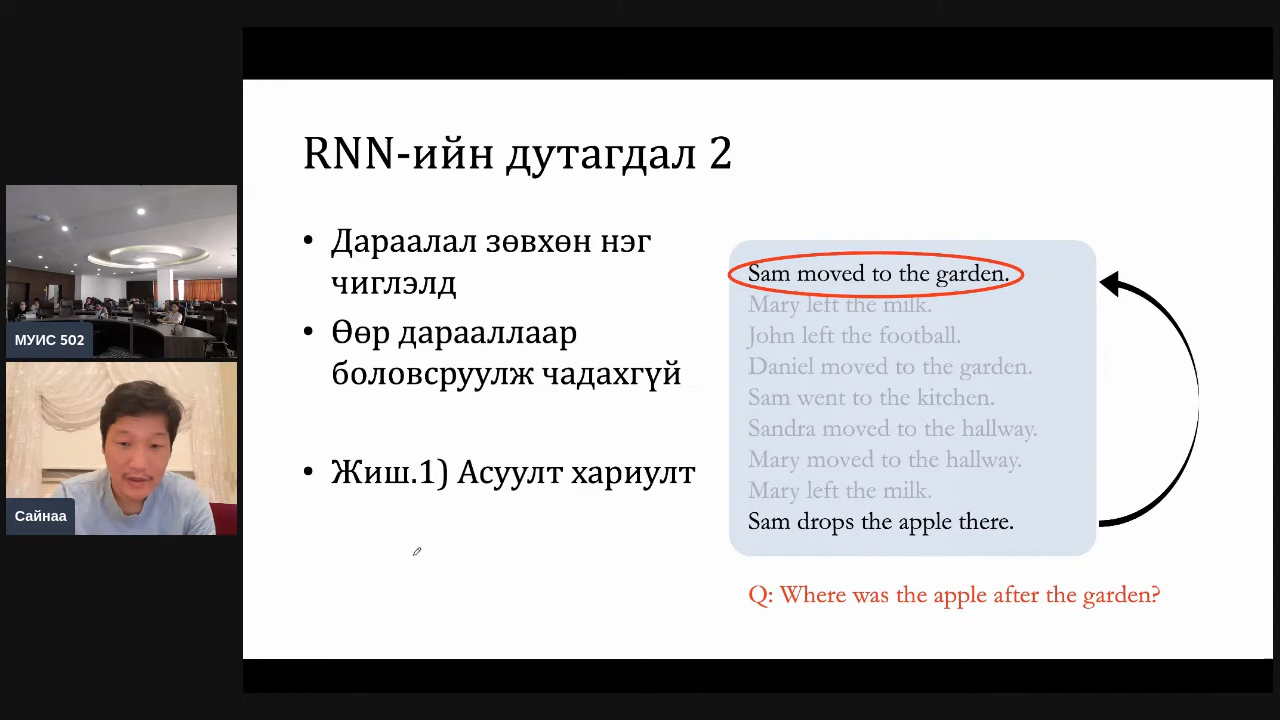 RNN-ийн дутагдал 2
• Дараалал зөвхөн нэг
чиглэлд
• Өөр дарааллаар
боловсруулж чадахгүй
• Жиш.1) Асуулт хариулт
Sam moved to the garden.
Mary left the milk.
John left the football.
Daniel moved to the garden.
Sam went to the kitchen.
Sandra moved to the hallway.
Mary moved to the hallway.
Mary left the milk.
Sam drops the apple there.
Q: Where was the apple after the garden?
МУИС 502
Сайнаа